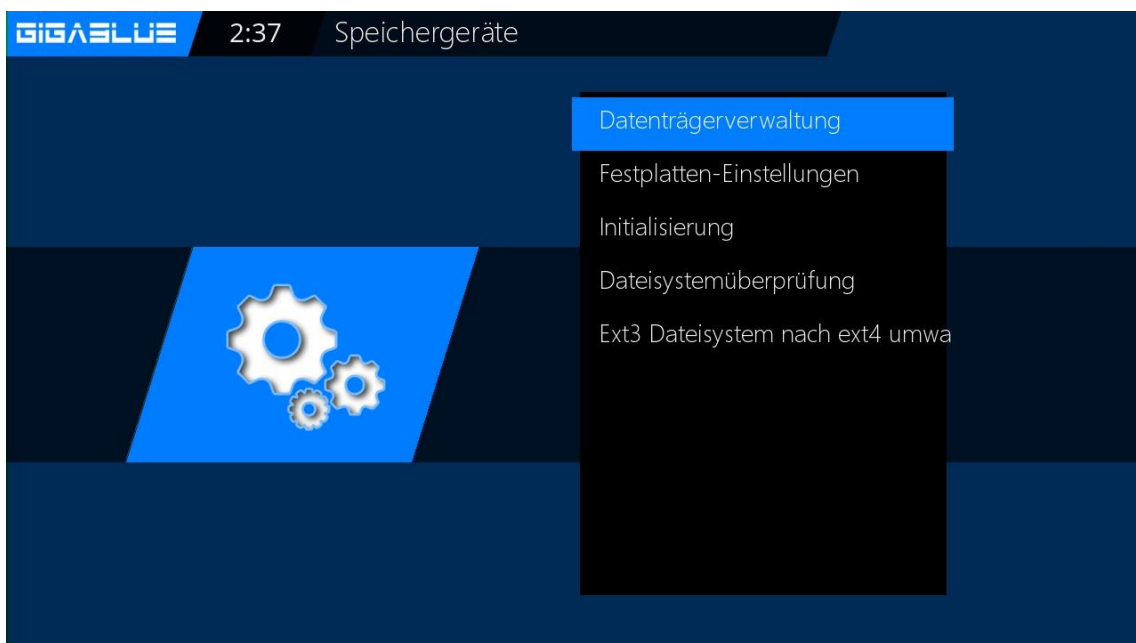 GIGABLUE 2:37 Speichergeräte
Datenträgerverwaltung
Festplatten-Einstellungen
Initialisierung
Dateisystemüberprüfung
Ext3 Dateisystem nach ext4 umwa